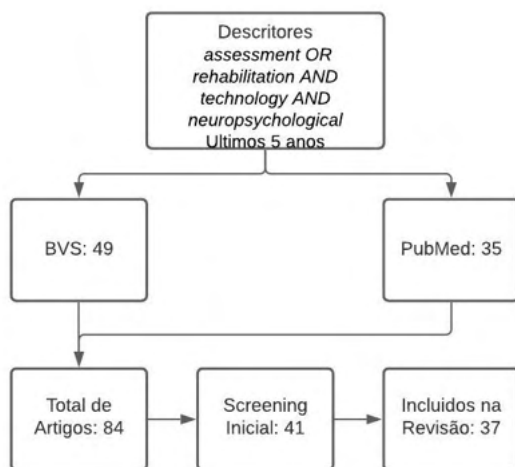 Descritores
assessment OR
rehabilitation AND
technology AND
neuropsychological
Ultimos 5 anos
BVS: 49
PubMed: 35
Total de
Artigos: 84
Screening
Inicial: 41
Incluidos na
Revisão: 37